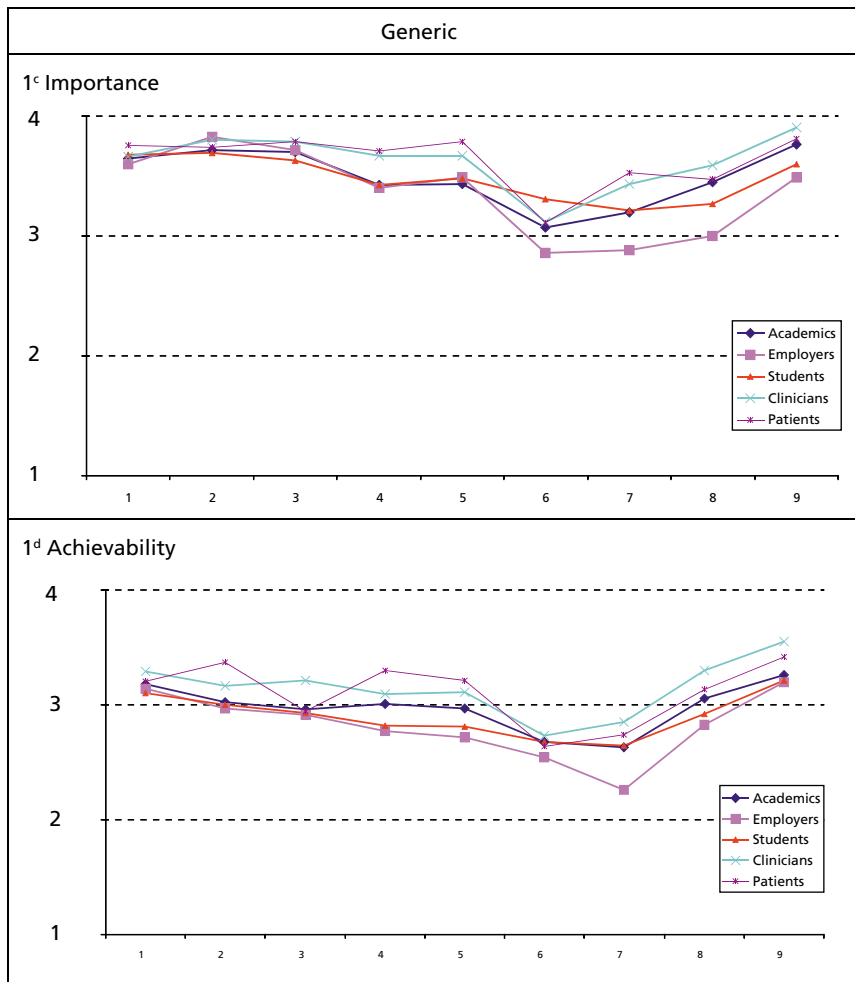 Generic
1ᶜ Importance
4
3
2
1
Academics
Employers
Students
Clinicians
Patients
1 2 3 4 5 6 7 8 9
1ᵈ Achievability
4
3
2
1
Academics
Employers
Students
Clinicians
Patients
1 2 3 4 5 6 7 8 9